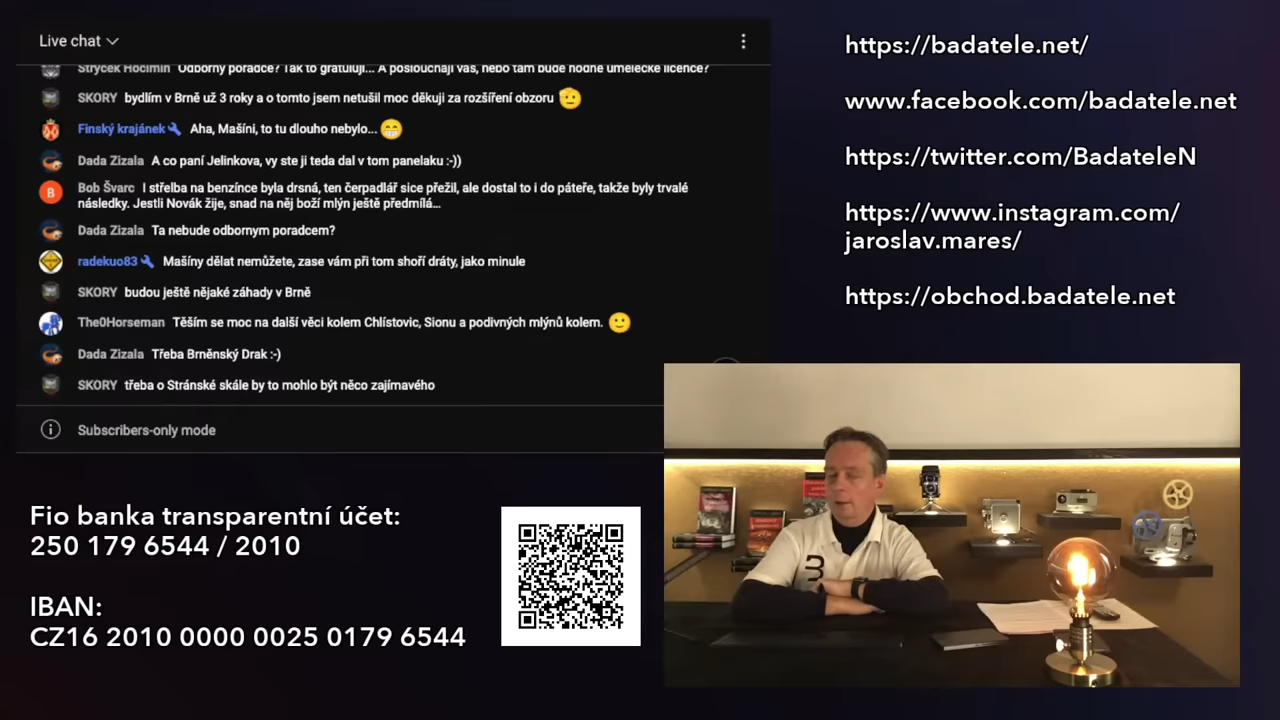 Live chat
Strýček Hočimin Odborný poradce? Tak to gratuluji... A poslouchají vás, nebo tam bude hodně umělecké licence?
SKORY bydlím v Brně už 3 roky a o tomto jsem netušil moc děkuji za rozšíření obzoru
Finský krajánek Aha, Mašíni, to tu dlouho nebylo...
Dada Zizala A co paní Jelinkova, vy ste ji teda dal v tom panelaku :-))
B Bob Švarc I střelba na benzínce byla drsná, ten čerpadlář sice přežil, ale dostal to i do páteře, takže byly trvalé
následky. Jestli Novák žije, snad na něj boží mlýn ještě předmílá...
Dada Zizala Ta nebude odbornym poradcem?
radekuo83 Mašíny dělat nemůžete, zase vám při tom shoří dráty, jako minule
SKORY budou ještě nějaké záhady v Brně
The0Horseman Těším se moc na další věci kolem Chlístovic, Sionu a podivných mlýnů kolem.
Dada Zizala Třeba Brněnský Drak :-)
SKORY třeba o Stránské skále by to mohlo být něco zajímavého
Subscribers-only mode
https://badatele.net/
www.facebook.com/badatele.net
https://twitter.com/BadateleN
https://www.instagram.com/
jaroslav.mares/
https://obchod.badatele.net
Fio banka transparentní účet:
250 179 6544 / 2010
IBAN:
CZ16 2010 0000 0025 0179 6544